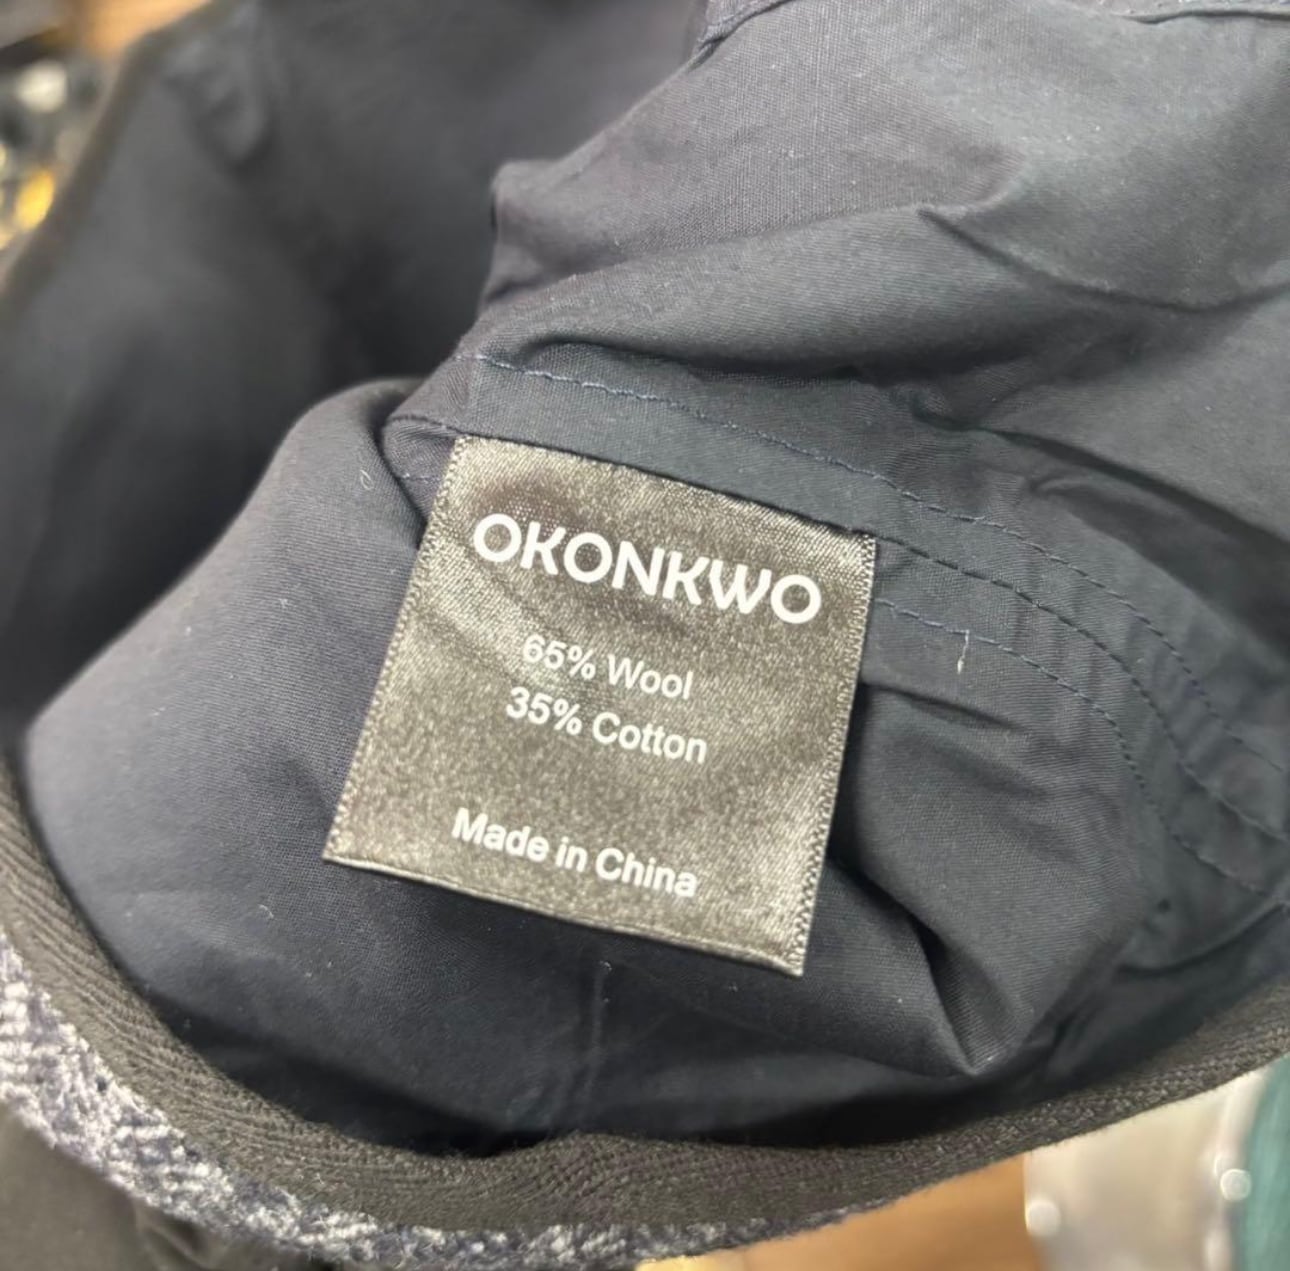 OKONKWO
65% Wool
35% Cotton
Made in China